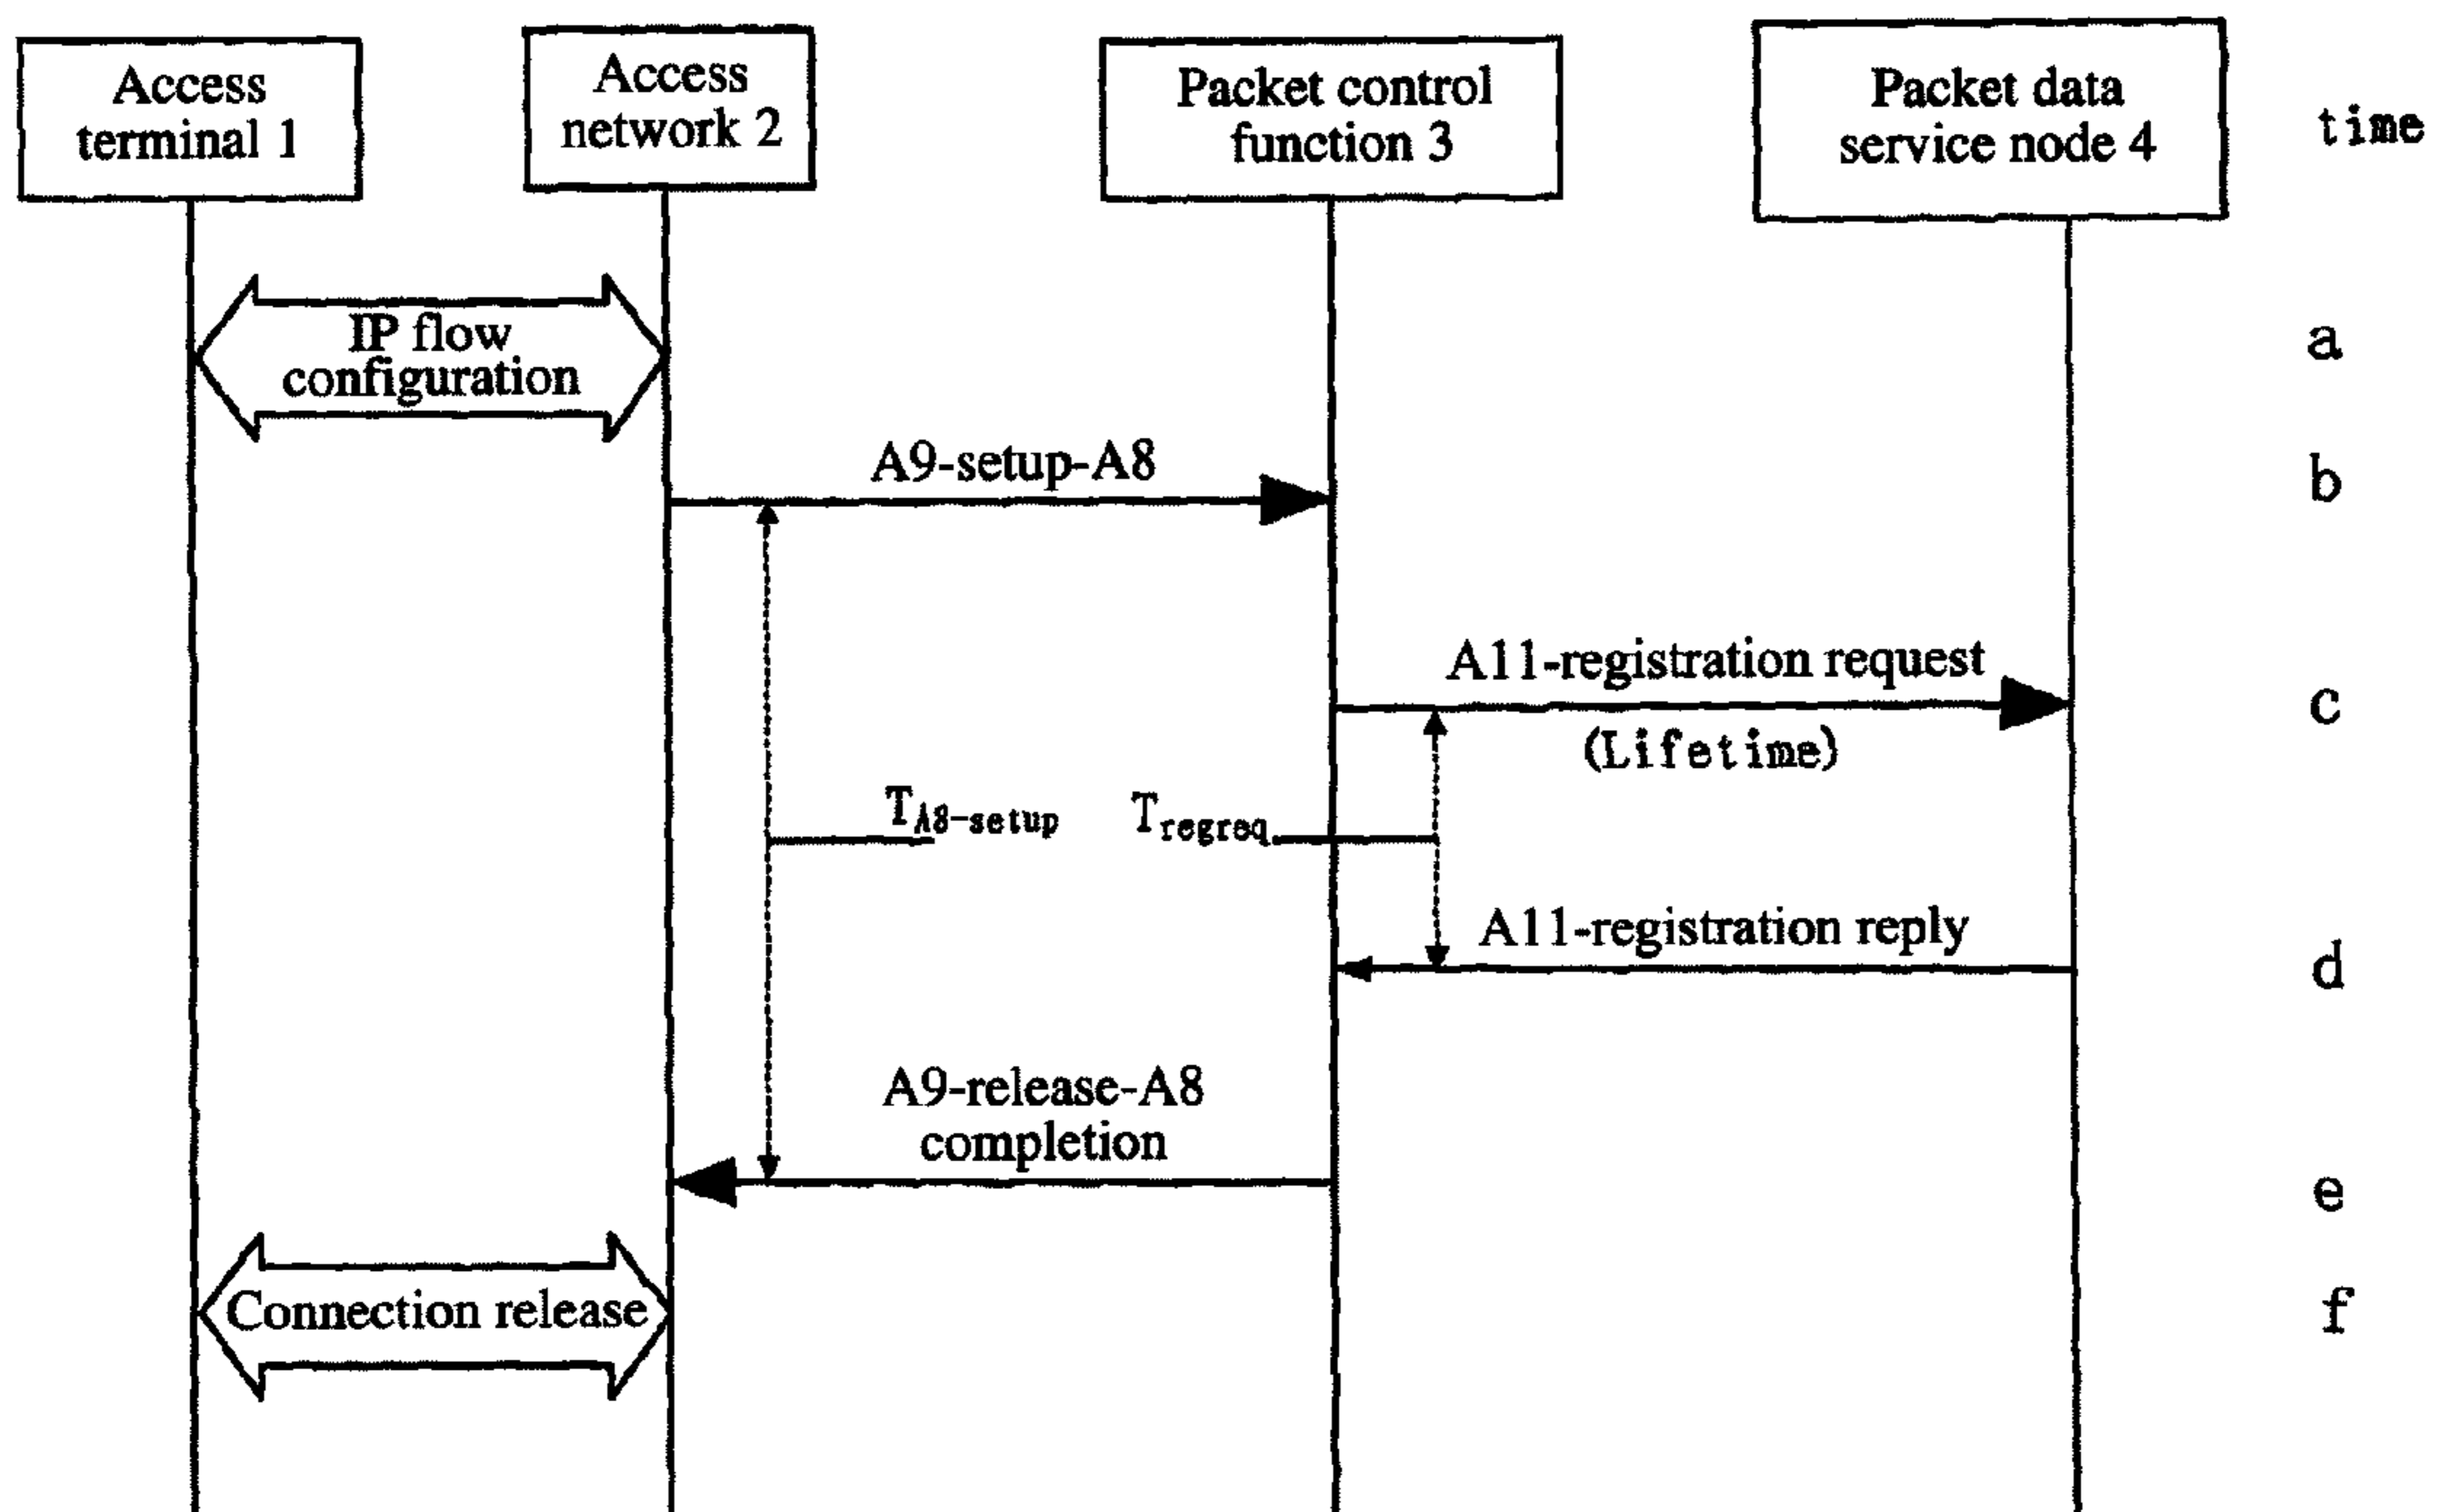 Access
terminal 1
Access
network 2
Packet control
function 3
Packet data
service node 4
time
IP flow
configuration
a
A9-setup-A8
b
A11-registration request
c
(Lifetime)
TA8-setup
Tregreq
A11-registration reply
d
A9-release-A8
completion
e
Connection release
f